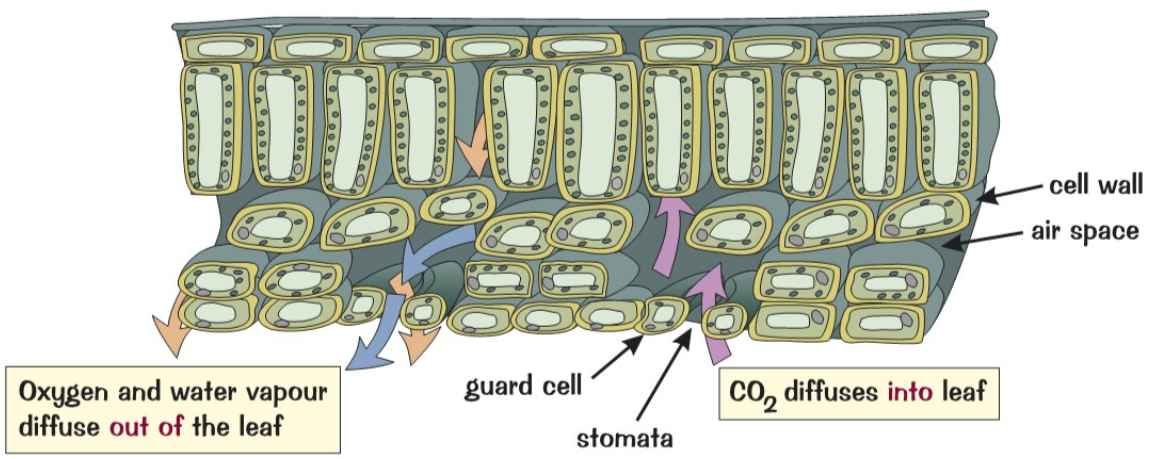 cell wall
air space
guard cell
stomata
Oxygen and water vapour
diffuse out of the leaf
CO2 diffuses into leaf